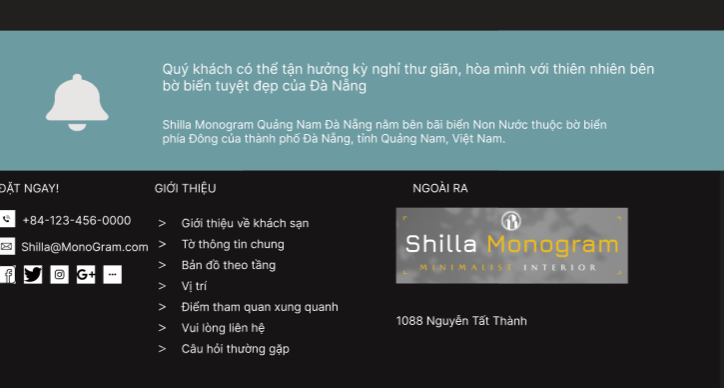 Quý khách có thể tận hưởng kỳ nghỉ thư giãn, hòa mình với thiên nhiên bên
bờ biển tuyệt đẹp của Đà Nẵng
Shilla Monogram Quảng Nam Đà Nẵng nằm bên bãi biển Non Nước thuộc bờ biển
phía Đông của thành phố Đà Nẵng, tỉnh Quảng Nam, Việt Nam.
ĐẶT NGAY!
+84-123-456-0000
Shilla@MonoGram.com
GIỚI THIỆU
> Giới thiệu về khách sạn
> Tờ thông tin chung
> Bản đồ theo tầng
> Vị trí
> Điểm tham quan xung quanh
> Vui lòng liên hệ
> Câu hỏi thường gặp
NGOÀI RA
Shilla Monogram
MINIMALIST INTERIOR
1088 Nguyễn Tất Thành